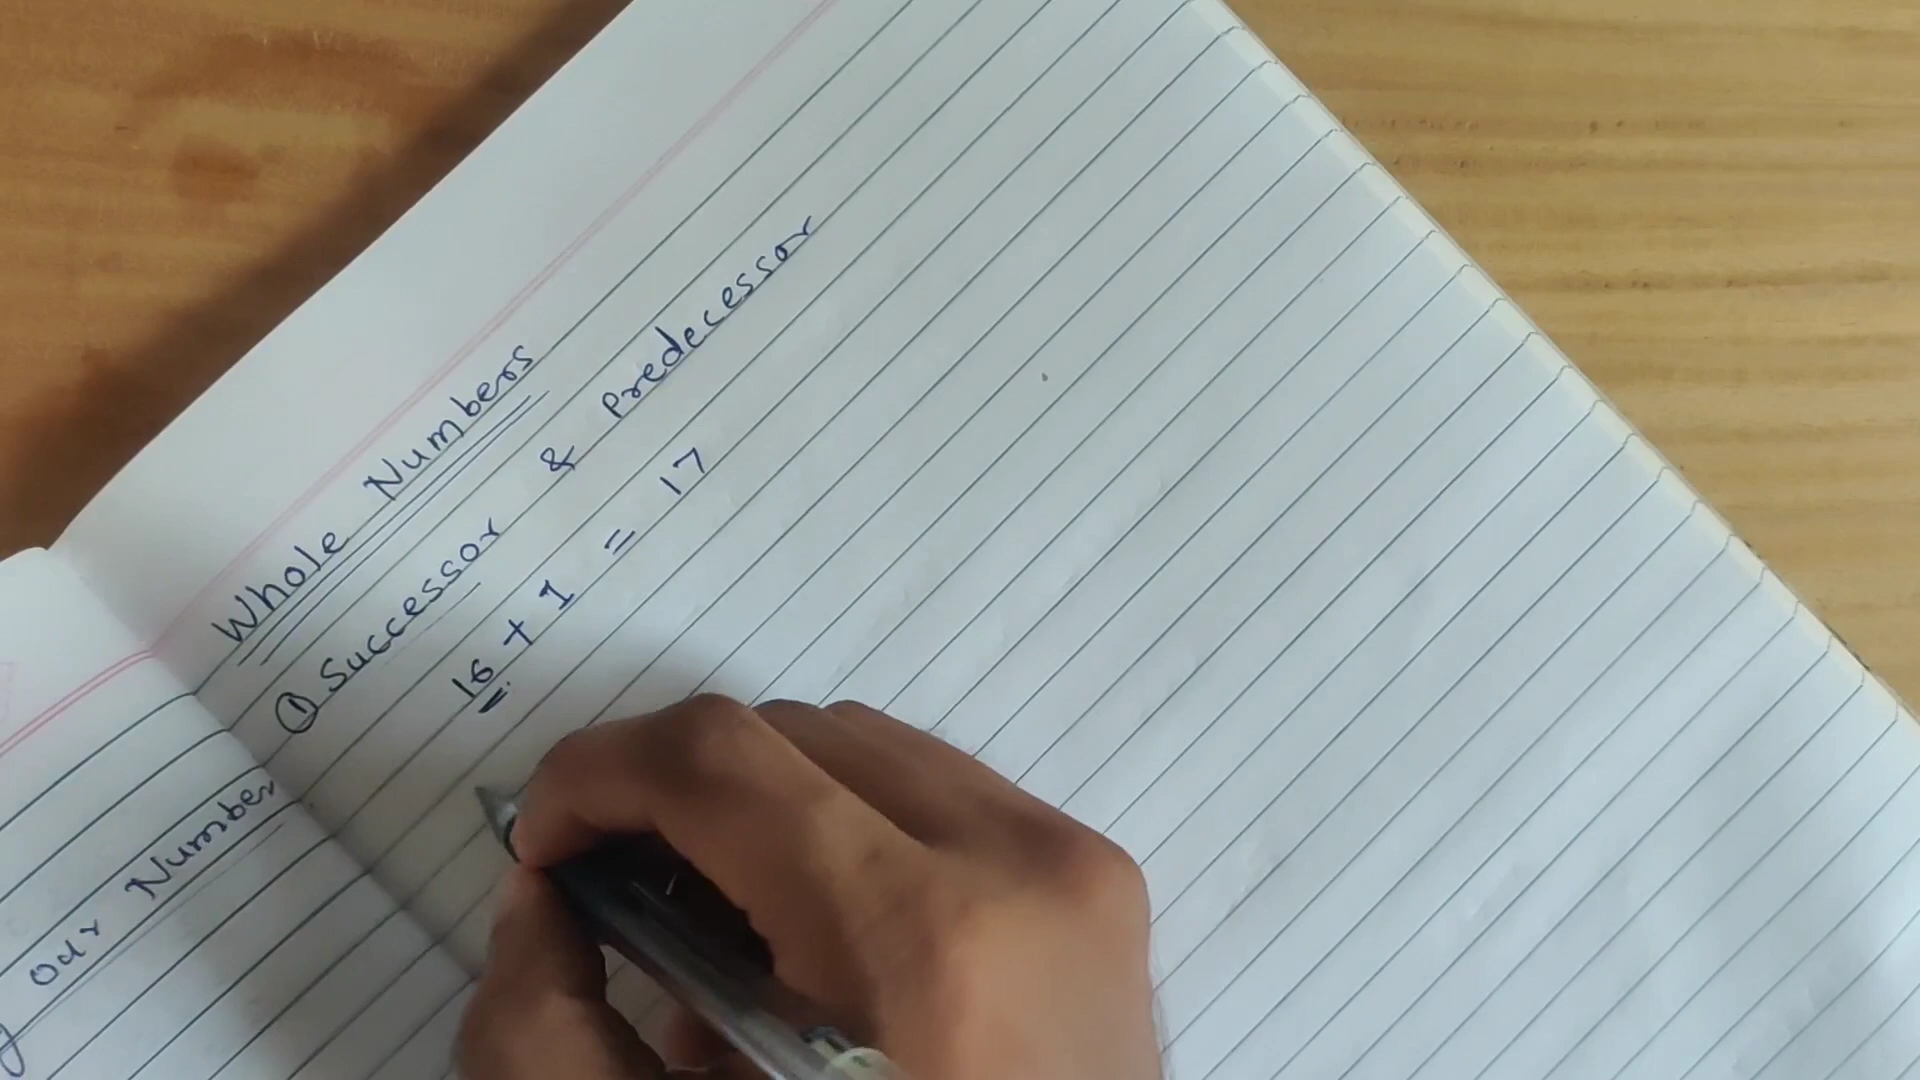 our Number
Whole Numbers
① Successor & Predecessor
16 + 1 = 17